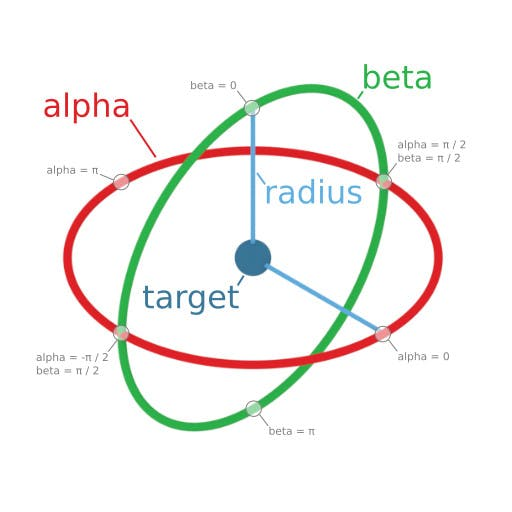 beta
beta = 0
alpha
alpha = π / 2
beta = π / 2
alpha = π
radius
target
alpha = -π / 2
beta = π / 2
alpha = 0
beta = π